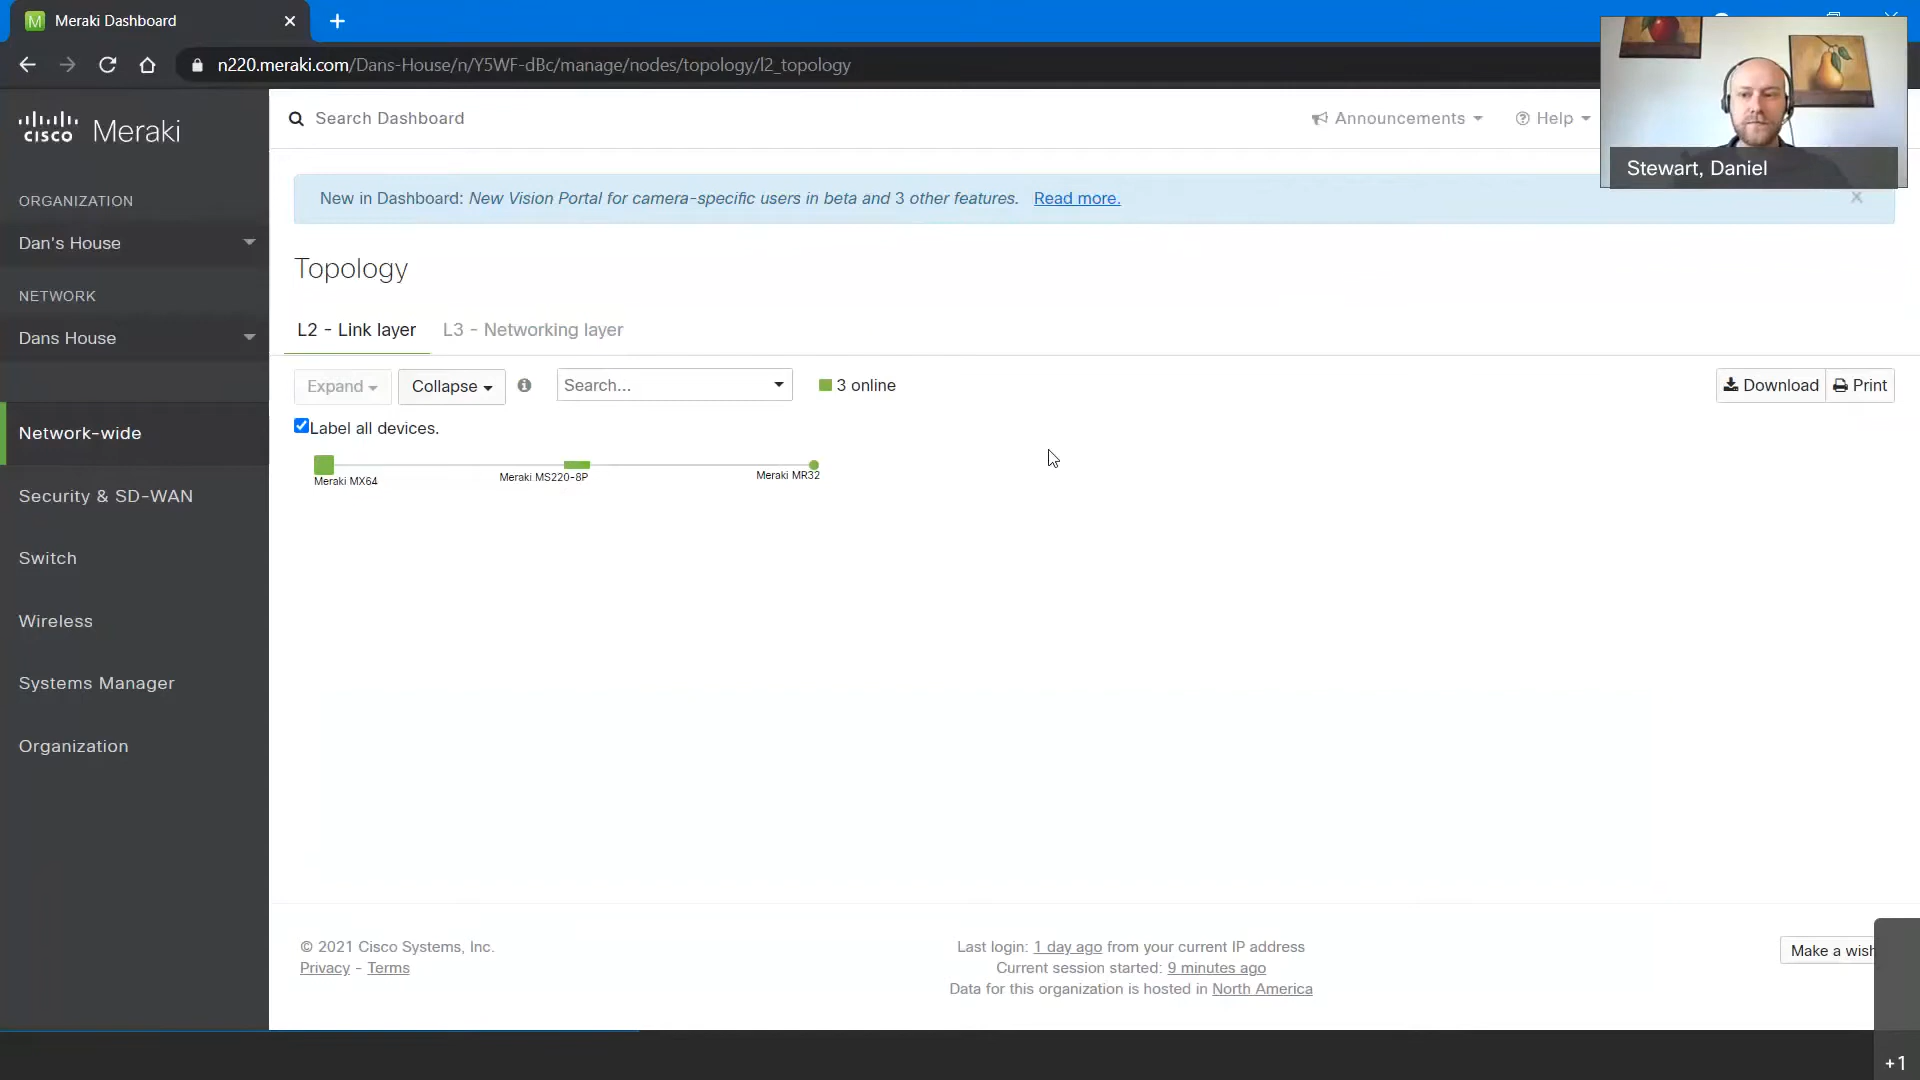 M Meraki Dashboard
n220.meraki.com/Dans-House/n/Y5WF-dBc/manage/nodes/topology/l2_topology
cisco Meraki
Search Dashboard
Announcements
Help
Stewart, Daniel
ORGANIZATION
Dan's House
NETWORK
Dans House
Network-wide
Security & SD-WAN
Switch
Wireless
Systems Manager
Organization
New in Dashboard: New Vision Portal for camera-specific users in beta and 3 other features. Read more.
Topology
L2 - Link layer
L3 - Networking layer
Expand
Collapse
Search...
3 online
Download
Print
Label all devices.
Meraki MX64
Meraki MS220-8P
Meraki MR32
© 2021 Cisco Systems, Inc.
Privacy - Terms
Last login: 1 day ago from your current IP address
Current session started: 9 minutes ago
Data for this organization is hosted in North America
Make a wish
+1